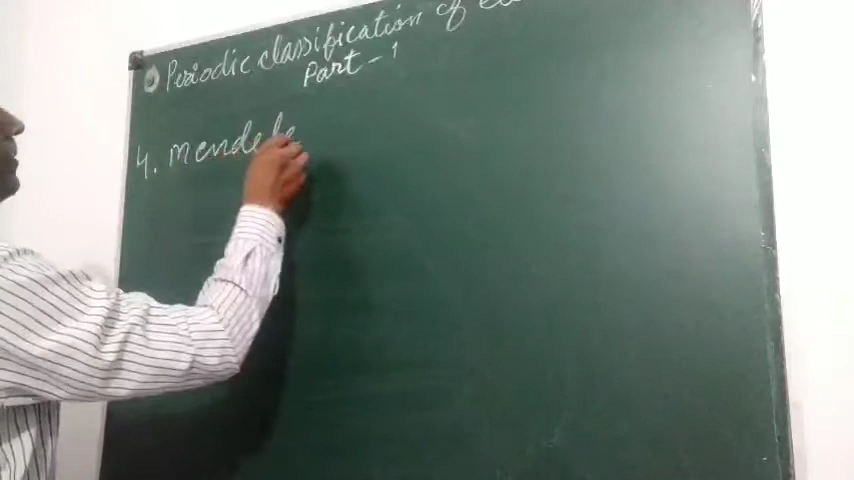 Periodic classification of
Part - 1
4. Mendele